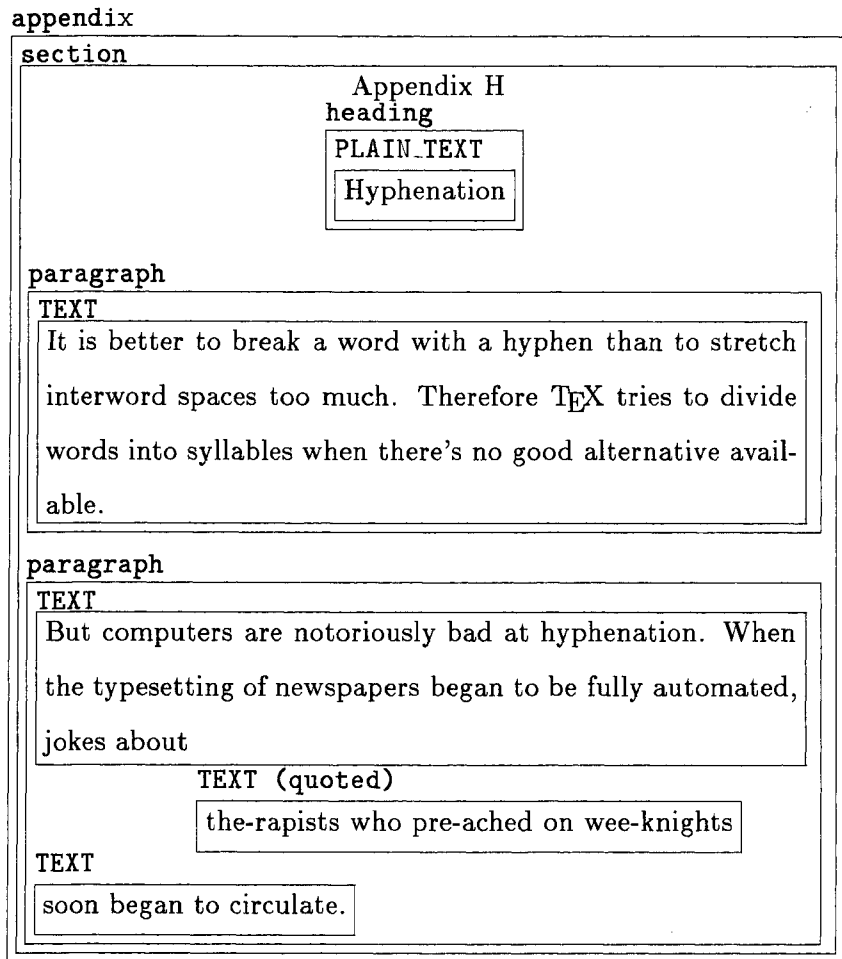 appendix
section
Appendix H
heading
PLAIN_TEXT
Hyphenation
paragraph
TEXT
It is better to break a word with a hyphen than to stretch
interword spaces too much. Therefore TEX tries to divide
words into syllables when there's no good alternative avail-
able.
paragraph
TEXT
But computers are notoriously bad at hyphenation. When
the typesetting of newspapers began to be fully automated,
jokes about
TEXT (quoted)
the-rapists who pre-ached on wee-knights
TEXT
soon began to circulate.